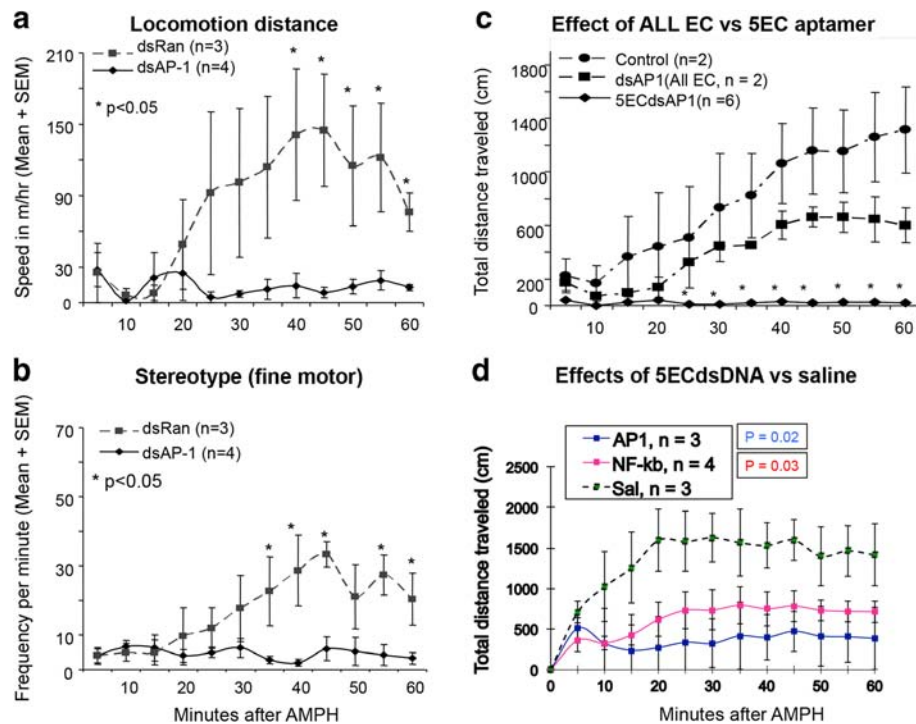 a
Locomotion distance
dsRan (n=3)
dsAP-1 (n=4)
* p<0.05
Speed in m/hr (Mean + SEM)
210
150
90
30
0
10 20 30 40 50 60
* * * * *
b
Stereotype (fine motor)
dsRan (n=3)
dsAP-1 (n=4)
* p<0.05
Frequency per minute (Mean + SEM)
70
50
30
10
0
10 20 30 40 50 60
* * * * *
Minutes after AMPH
c
Effect of ALL EC vs 5EC aptamer
Control (n=2)
dsAP1(All EC, n = 2)
5ECdsAP1(n =6)
Total distance traveled (cm)
1800
1400
1000
600
200
0
10 20 30 40 50 60
* * * * * * * *
d
Effects of 5ECdsDNA vs saline
AP1, n = 3
NF-kb, n = 4
Sal, n = 3
P = 0.02
P = 0.03
Total distance traveled (cm)
2500
2000
1500
1000
500
0
0 10 20 30 40 50 60
Minutes after AMPH